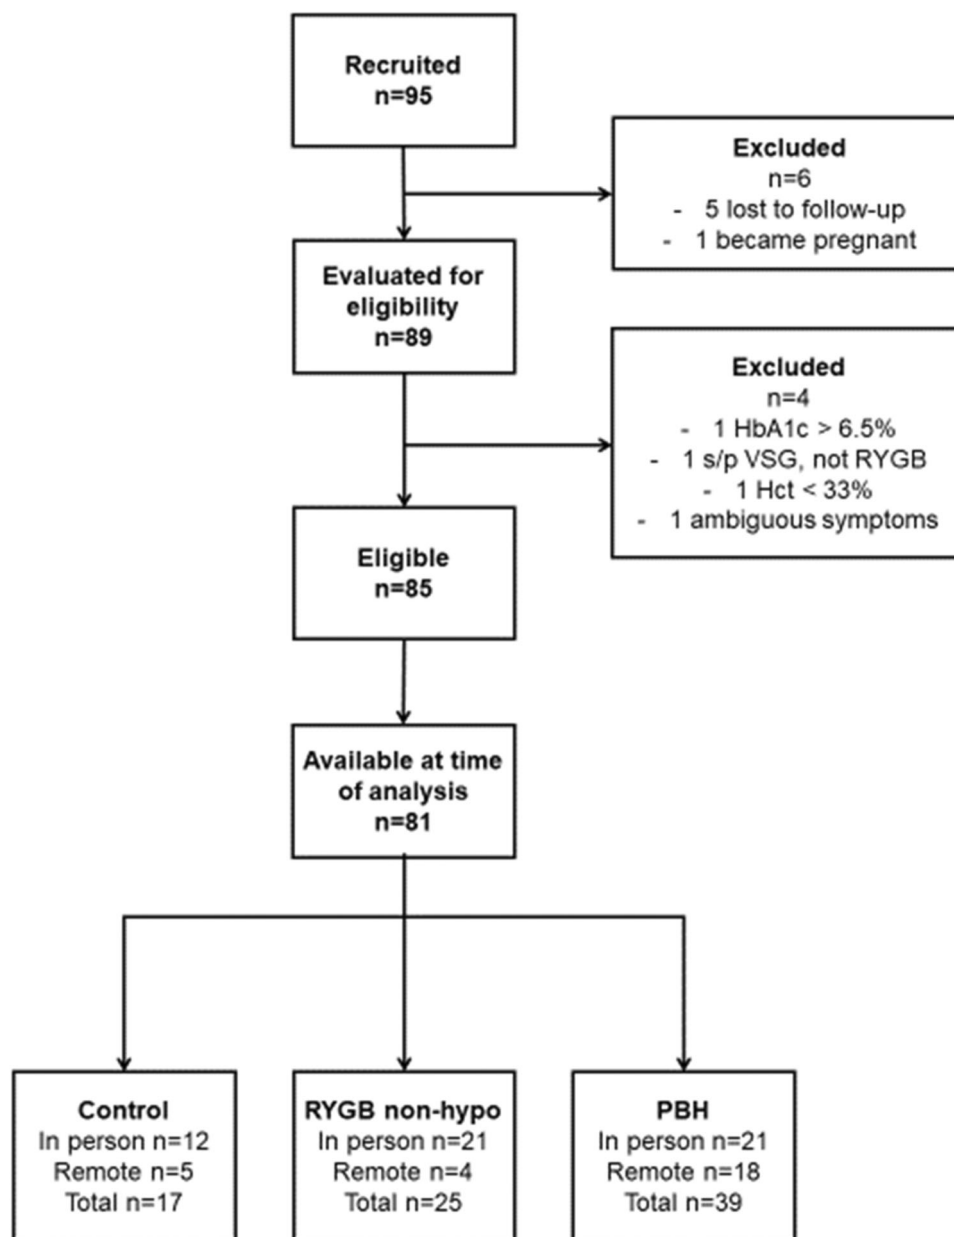 Recruited
n=95
Excluded
n=6
- 5 lost to follow-up
- 1 became pregnant
Evaluated for
eligibility
n=89
Excluded
n=4
- 1 HbA1c > 6.5%
- 1 s/p VSG, not RYGB
- 1 Hct < 33%
- 1 ambiguous symptoms
Eligible
n=85
Available at time
of analysis
n=81
Control
In person n=12
Remote n=5
Total n=17
RYGB non-hypo
In person n=21
Remote n=4
Total n=25
PBH
In person n=21
Remote n=18
Total n=39